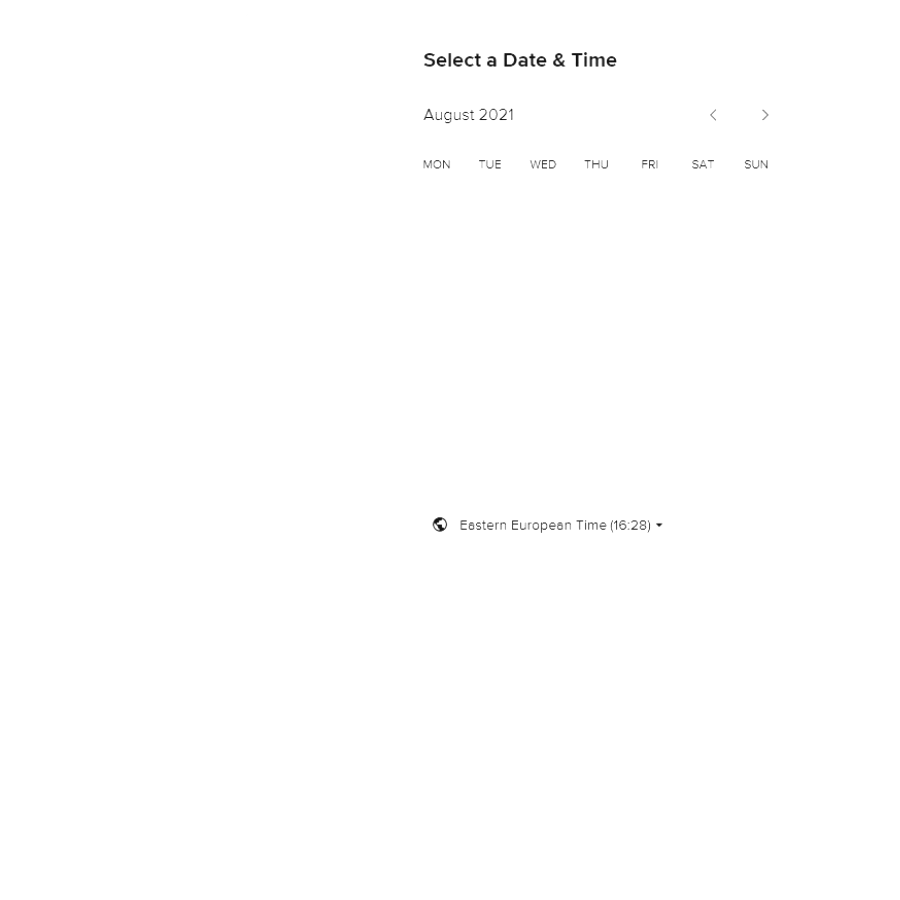 Select a Date & Time
August 2021
MON TUE WED THU FRI SAT SUN
Eastern European Time (16:28)